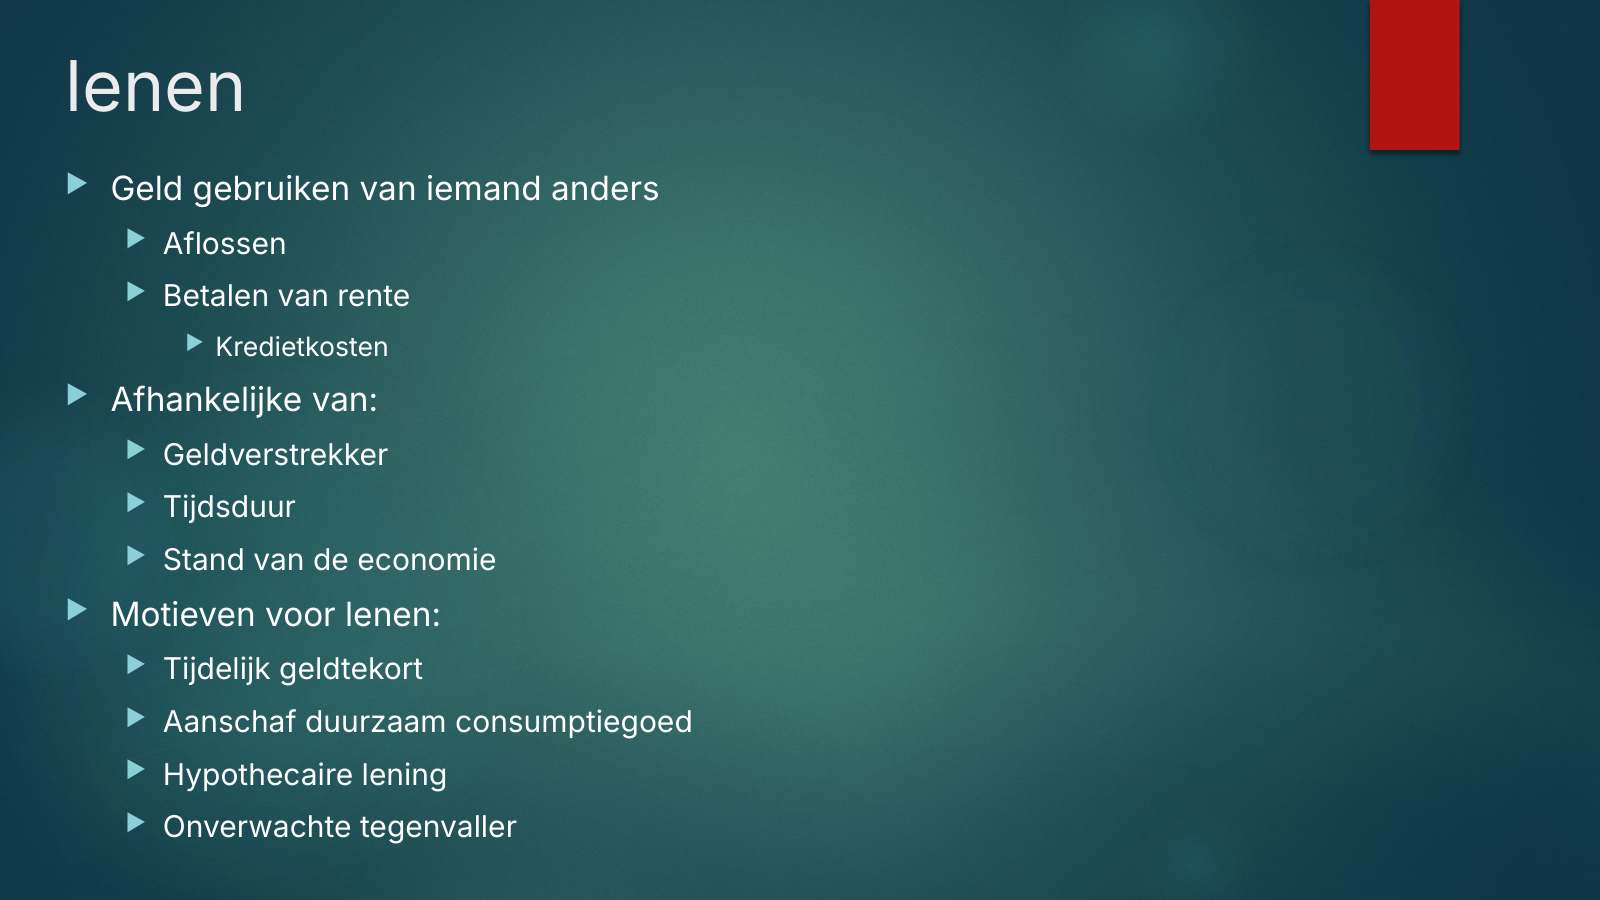 lenen
Geld gebruiken van iemand anders
Aflossen
Betalen van rente
Kredietkosten
Afhankelijke van:
Geldverstrekker
Tijdsduur
Stand van de economie
Motieven voor lenen:
Tijdelijk geldtekort
Aanschaf duurzaam consumptiegoed
Hypothecaire lening
Onverwachte tegenvaller